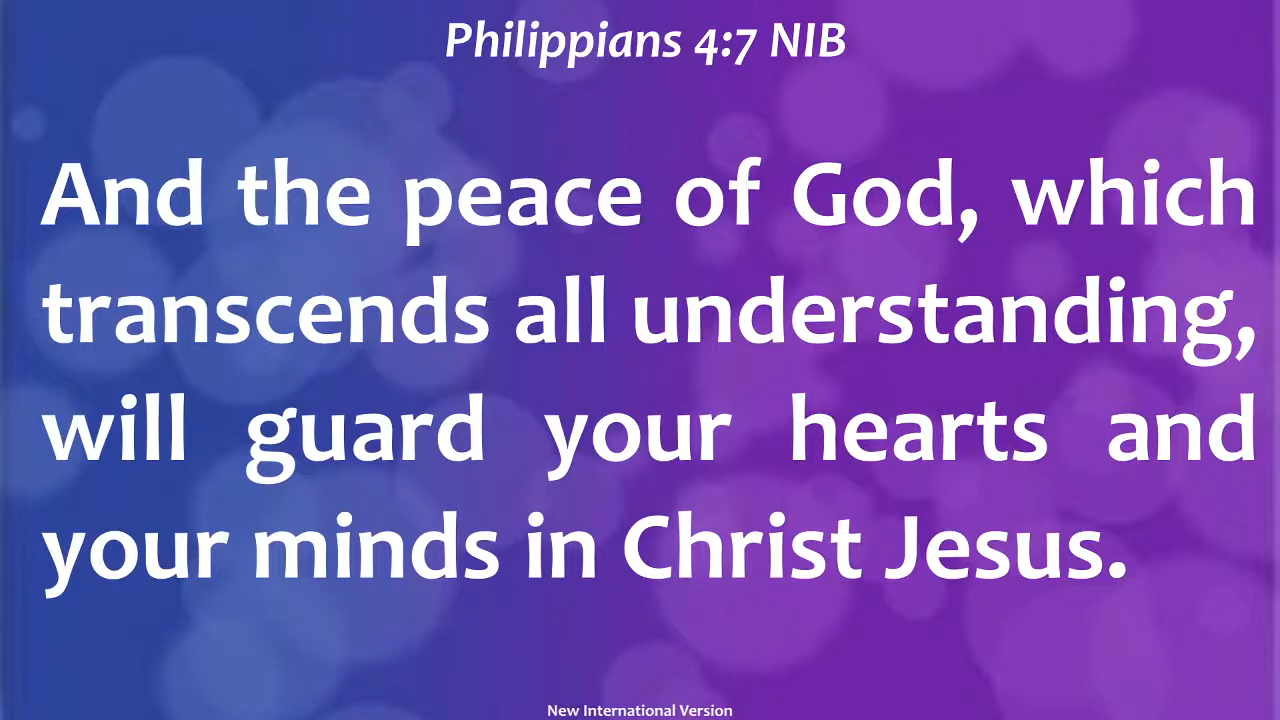 Philippians 4:7 NIB
And the peace of God, which
transcends all understanding,
will guard your hearts and
your minds in Christ Jesus.
New International Version